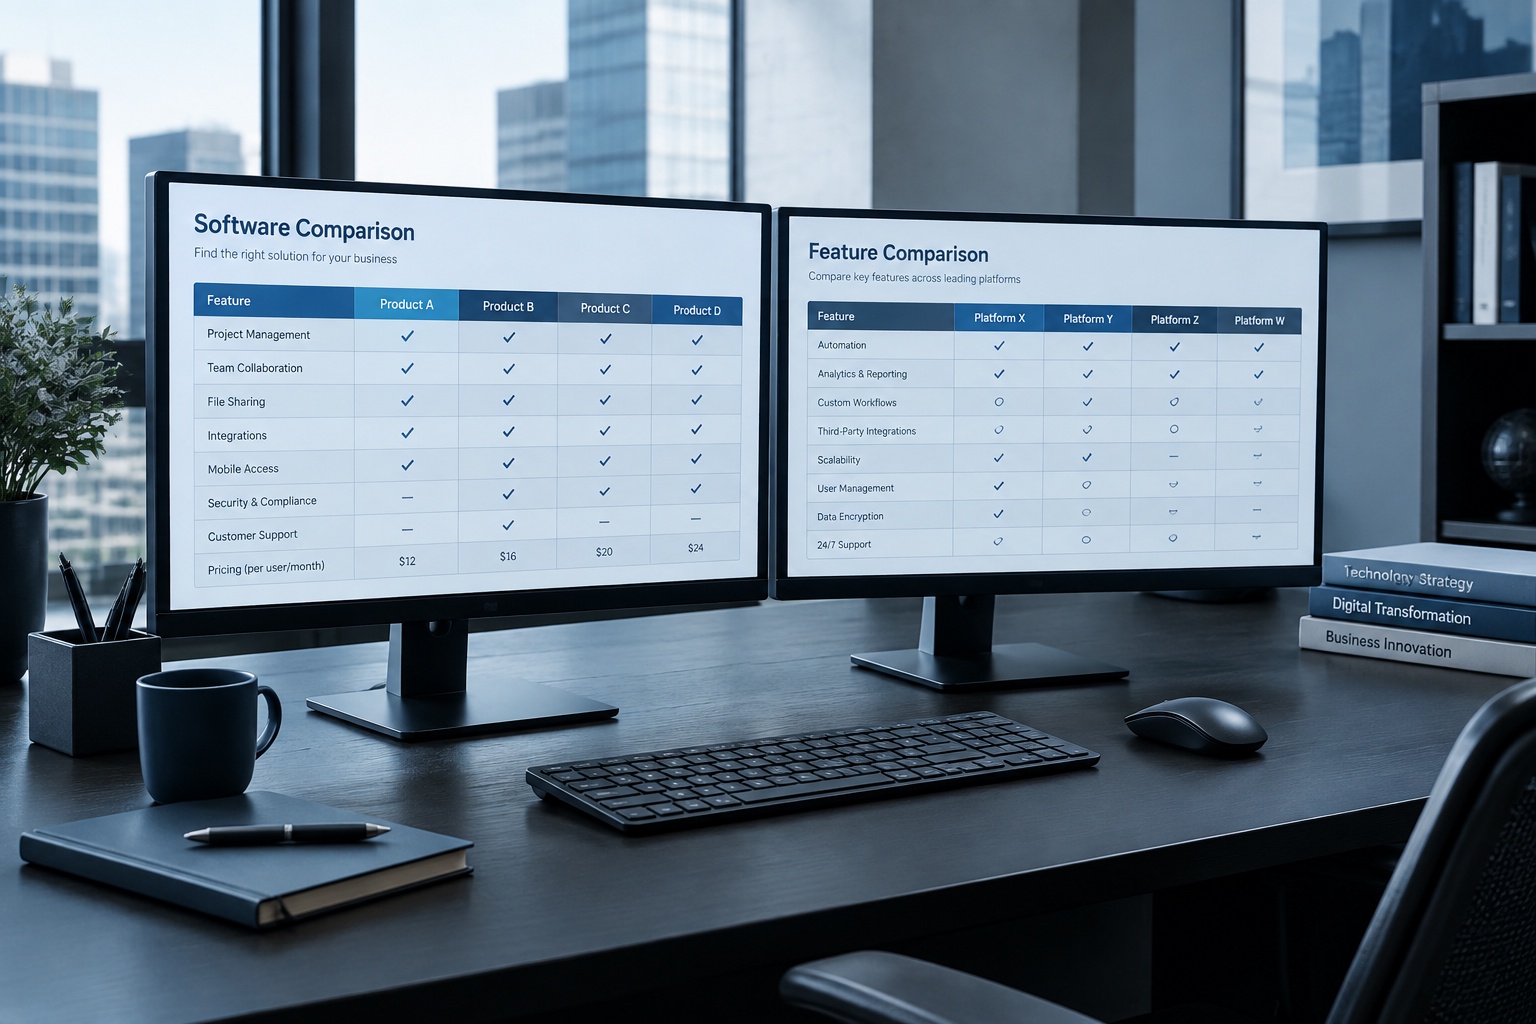 Software Comparison
Find the right solution for your business
Feature Product A Product B Product C Product D
Project Management ✓ ✓ ✓ ✓
Team Collaboration ✓ ✓ ✓ ✓
File Sharing ✓ ✓ ✓ ✓
Integrations ✓ ✓ ✓ ✓
Mobile Access ✓ ✓ ✓ ✓
Security & Compliance — ✓ ✓ ✓
Customer Support — ✓ — —
Pricing (per user/month) $12 $16 $20 $24
Feature Comparison
Compare key features across leading platforms
Feature Platform X Platform Y Platform Z Platform W
Automation ✓ ✓ ✓ ✓
Analytics & Reporting ✓ ✓ ✓ ✓
Custom Workflows
Third-Party Integrations
Scalability
User Management
Data Encryption
24/7 Support
Technology Strategy
Digital Transformation
Business Innovation